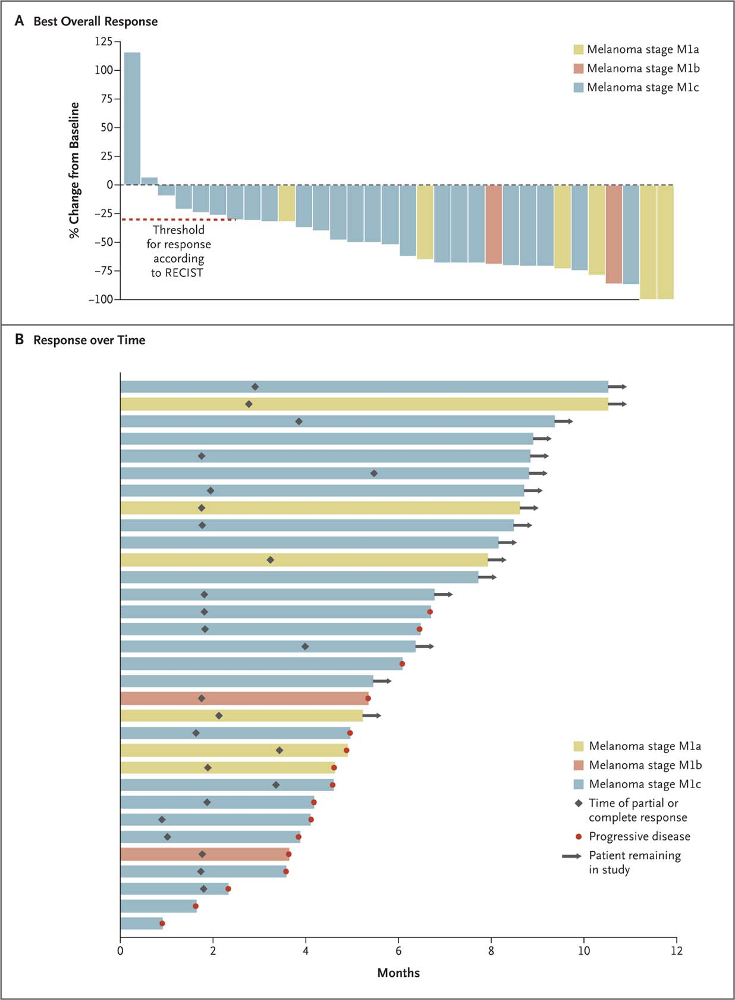 A Best Overall Response
125
100
75
50
25
0
−25
−50
−75
−100
% Change from Baseline
Melanoma stage M1a
Melanoma stage M1b
Melanoma stage M1c
Threshold
for response
according
to RECIST
B Response over Time
Melanoma stage M1a
Melanoma stage M1b
Melanoma stage M1c
Time of partial or
complete response
Progressive disease
Patient remaining
in study
0 2 4 6 8 10 12
Months